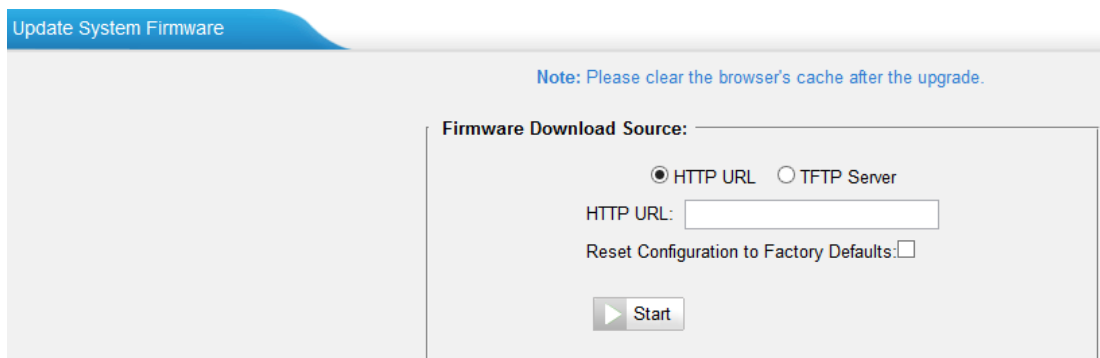 Update System Firmware
Note: Please clear the browser's cache after the upgrade.
Firmware Download Source:
HTTP URL TFTP Server
HTTP URL:
Reset Configuration to Factory Defaults:
Start